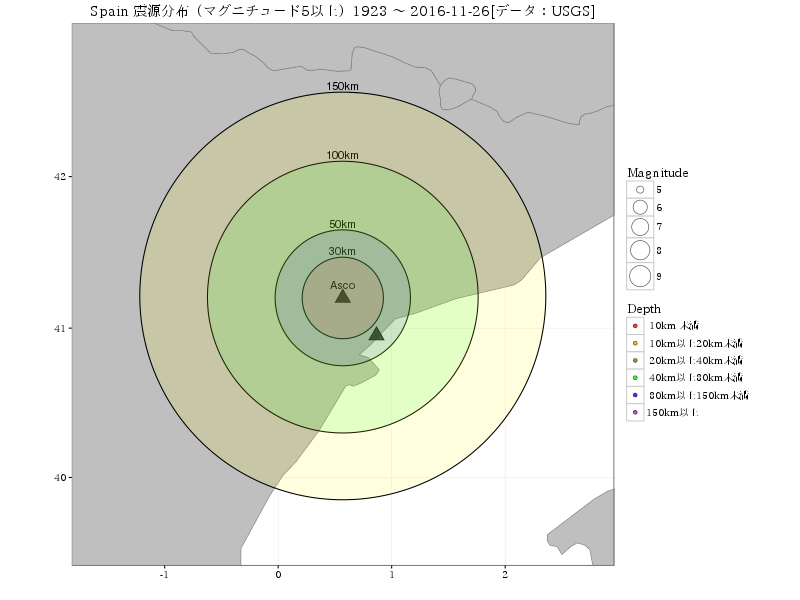 Spain 震源分布（マグニチュード5以上）1923 ～ 2016-11-26[データ：USGS]
150km
100km
50km
30km
Asco
42
41
40
-1
0
1
2
Magnitude
5
6
7
8
9
Depth
10km 未満
10km以上20km未満
20km以上40km未満
40km以上80km未満
80km以上150km未満
150km以上